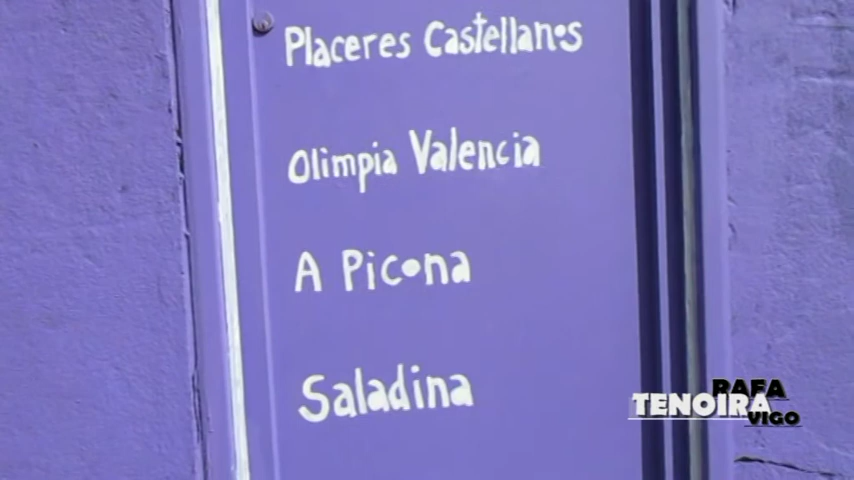 Placeres Castellanos
Olimpia Valencia
A Picona
Saladina
RAFA
TENOIRA
VIGO